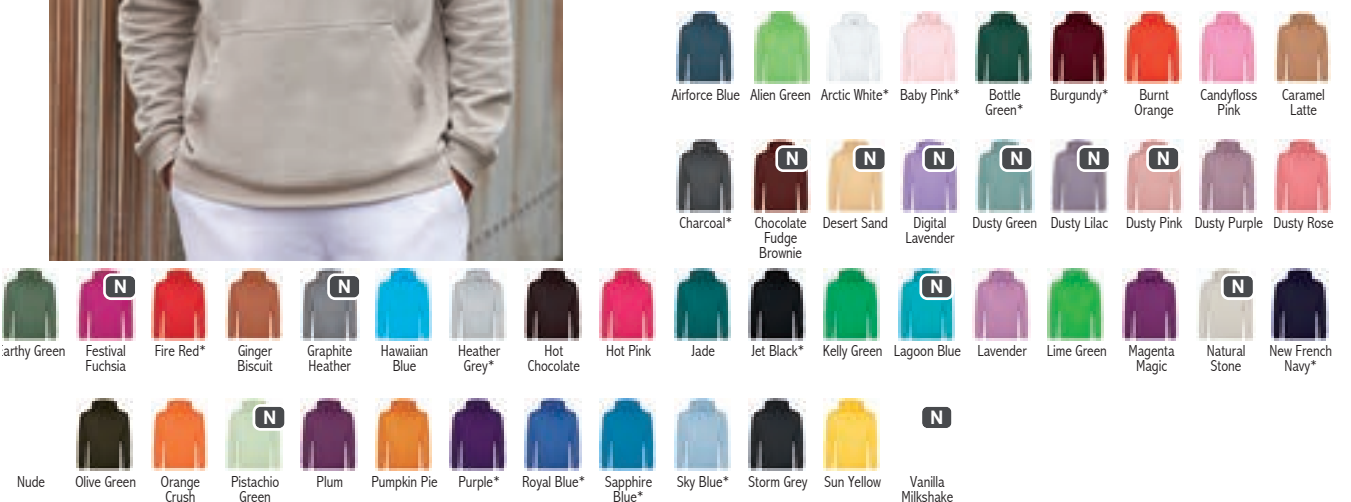 Airforce Blue Alien Green Arctic White* Baby Pink* Bottle Green* Burgundy* Burnt Orange Candyfloss Pink Caramel Latte
N N N N N N
Charcoal* Chocolate Fudge Brownie Desert Sand Digital Lavender Dusty Green Dusty Lilac Dusty Pink Dusty Purple Dusty Rose
N N N N
arthy Green Festival Fuchsia Fire Red* Ginger Biscuit Graphite Heather Hawaiian Blue Heather Grey* Hot Chocolate Hot Pink Jade Jet Black* Kelly Green Lagoon Blue Lavender Lime Green Magenta Magic Natural Stone New French Navy*
N N
Nude Olive Green Orange Crush Pistachio Green Plum Pumpkin Pie Purple* Royal Blue* Sapphire Blue* Sky Blue* Storm Grey Sun Yellow Vanilla Milkshake